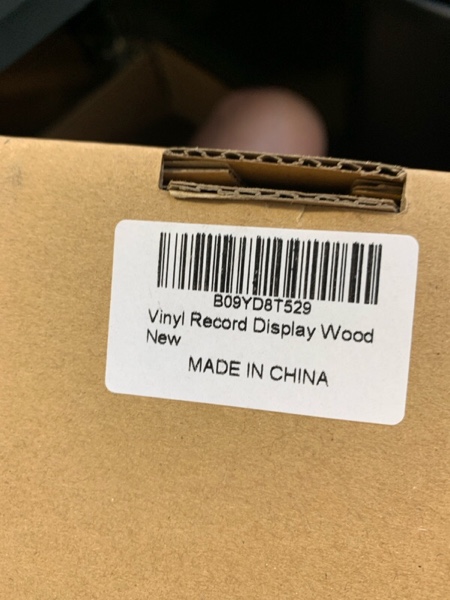 B09YD8T529
Vinyl Record Display Wood
New
MADE IN CHINA